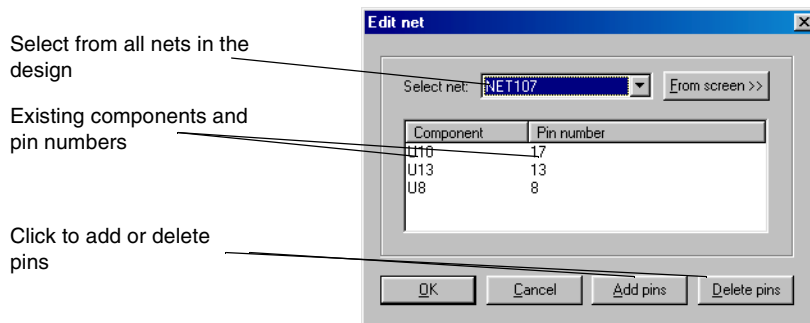 Edit net
Select from all nets in the
design
Select net: NET107 From screen >>
Existing components and
pin numbers
Component Pin number
U10 17
U13 13
U8 8
Click to add or delete
pins
OK Cancel Add pins Delete pins